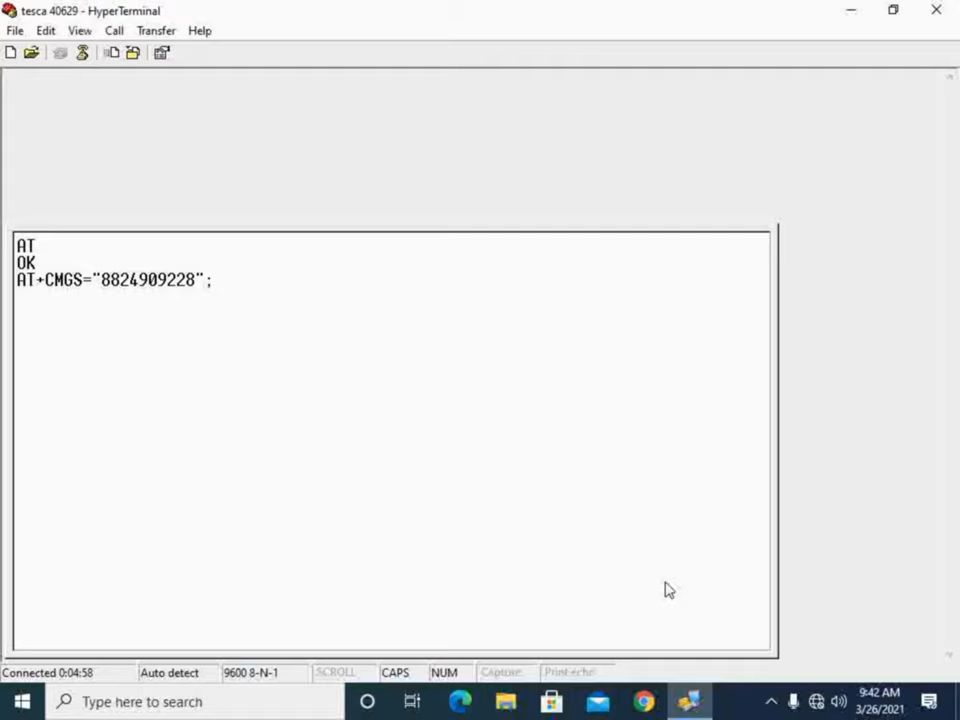 tesca 40629 - HyperTerminal
File Edit View Call Transfer Help
AT
OK
AT+CMGS="8824909228";
Connected 0:04:58 Auto detect 9600 8-N-1 SCROLL CAPS NUM Capture Print echo
Type here to search
9:42 AM
3/26/2021